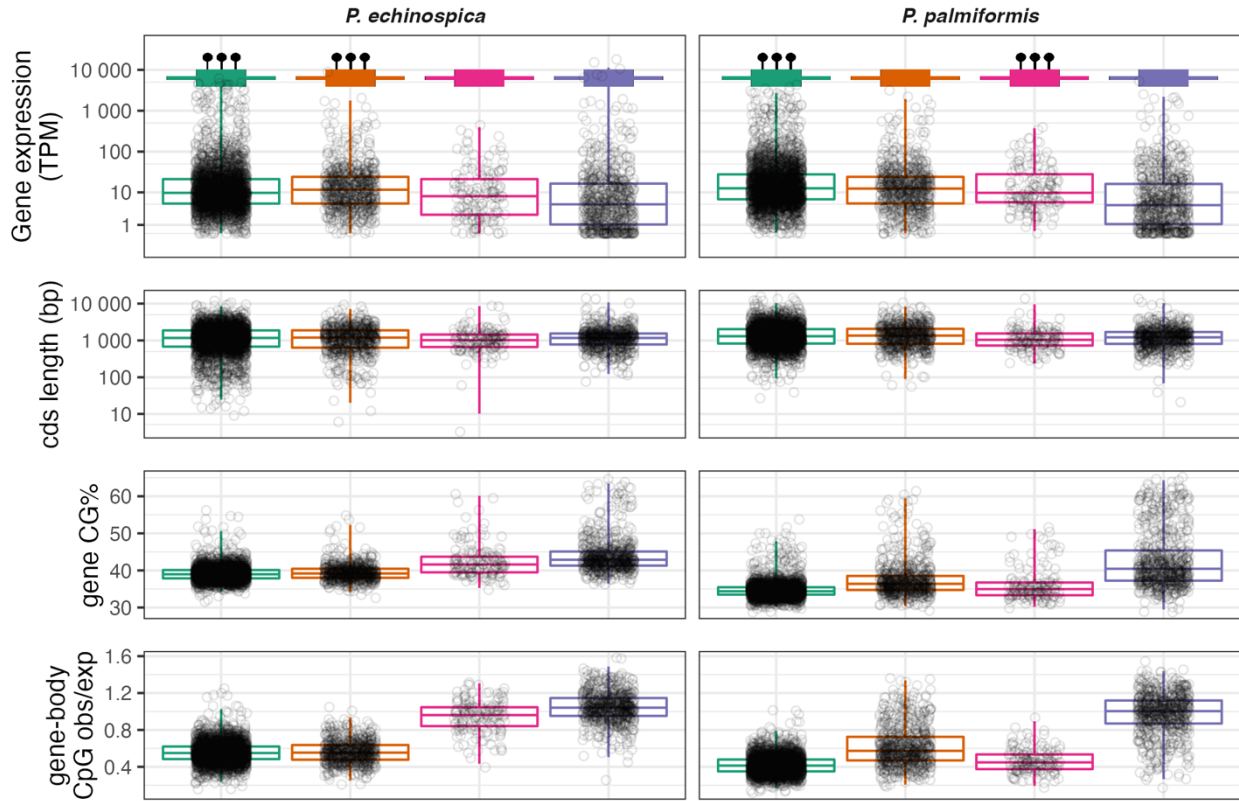 P. echinospica
P. palmiformis
Gene expression
(TPM)
10 000
1 000
100
10
1
cds length (bp)
10 000
1 000
100
10
gene CG%
60
50
40
30
gene-body
CpG obs/exp
1.6
1.2
0.8
0.4